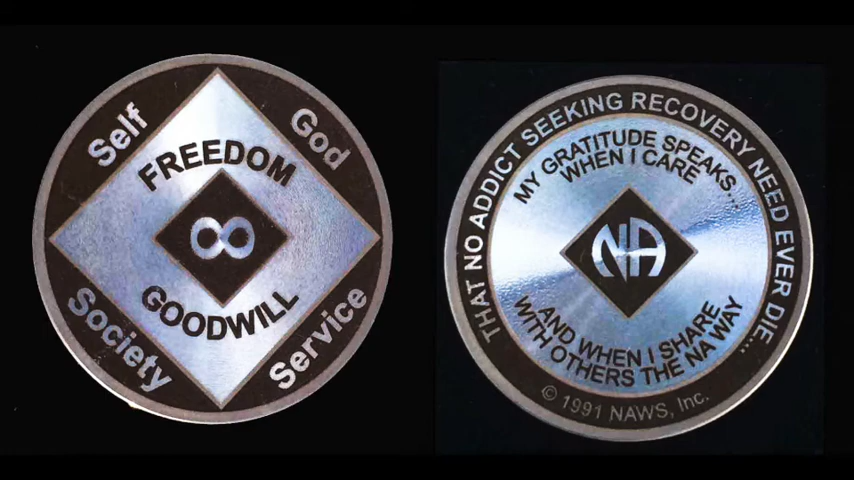 Self
God
FREEDOM
∞
GOODWILL
Society
Service
THAT NO ADDICT SEEKING RECOVERY NEED EVER DIE...
MY GRATITUDE SPEAKS...
WHEN I CARE
NA
AND WHEN I SHARE
WITH OTHERS THE NA WAY
© 1991 NAWS, Inc.